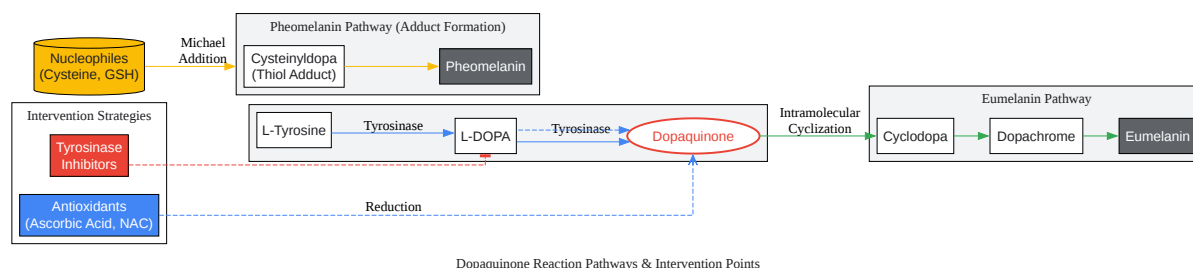 Pheomelanin Pathway (Adduct Formation)
Nucleophiles
(Cysteine, GSH)
Michael
Addition
Cysteinyldopa
(Thiol Adduct)
Pheomelanin
Intervention Strategies
Tyrosinase
Inhibitors
Antioxidants
(Ascorbic Acid, NAC)
L-Tyrosine
Tyrosinase
L-DOPA
Tyrosinase
Dopaquinone
Reduction
Intramolecular
Cyclization
Eumelanin Pathway
Cyclodopa
Dopachrome
Eumelanin
Dopaquinone Reaction Pathways & Intervention Points